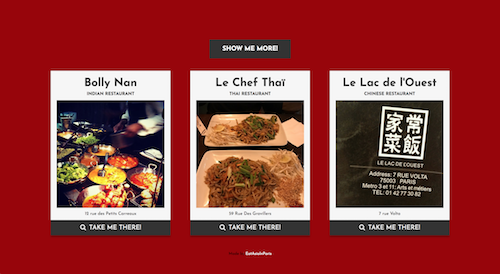 SHOW ME MORE!
Bolly Nan
INDIAN RESTAURANT
12 rue des Petits Carreaux
TAKE ME THERE!
Le Chef Thaï
THAI RESTAURANT
59 Rue Des Gravilliers
TAKE ME THERE!
Le Lac de l'Ouest
CHINESE RESTAURANT
家常
菜飯
LE LAC DE L'OUEST
Address: 7 RUE VOLTA
75003 PARIS
Metro 3 et 11: Arts et métiers
TEL: 01 42 77 30 82
7 rue Volta
TAKE ME THERE!
EatAsianInParis